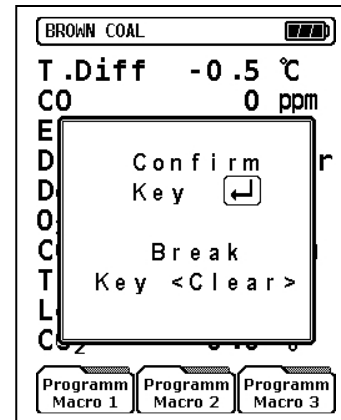 BROWN COAL
T.Diff -0.5 °C
CO 0 ppm
E
D r
D
O
C
T
L
C 2
Confirm
Key ↵
Break
Key <Clear>
Programm Macro 1
Programm Macro 2
Programm Macro 3